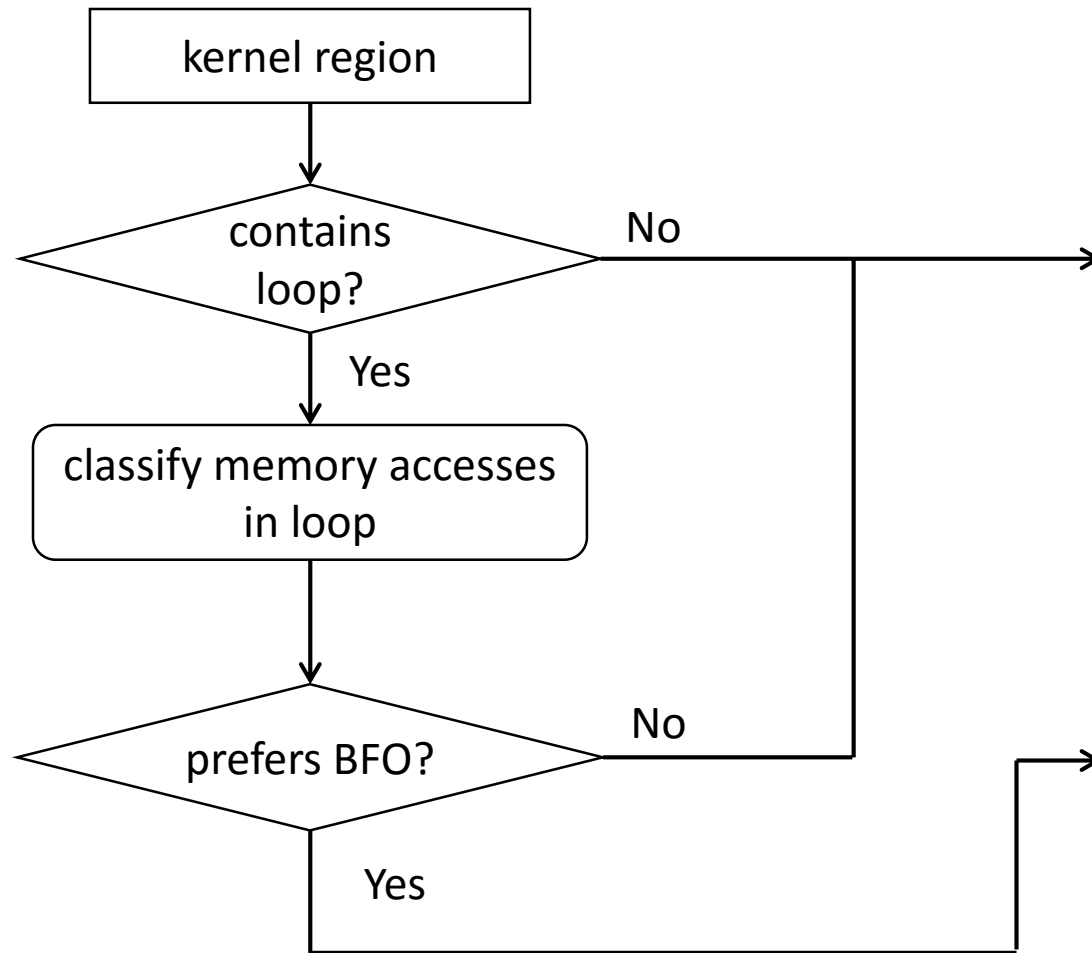 kernel region
contains
loop?
No
Yes
classify memory accesses
in loop
prefers BFO?
No
Yes